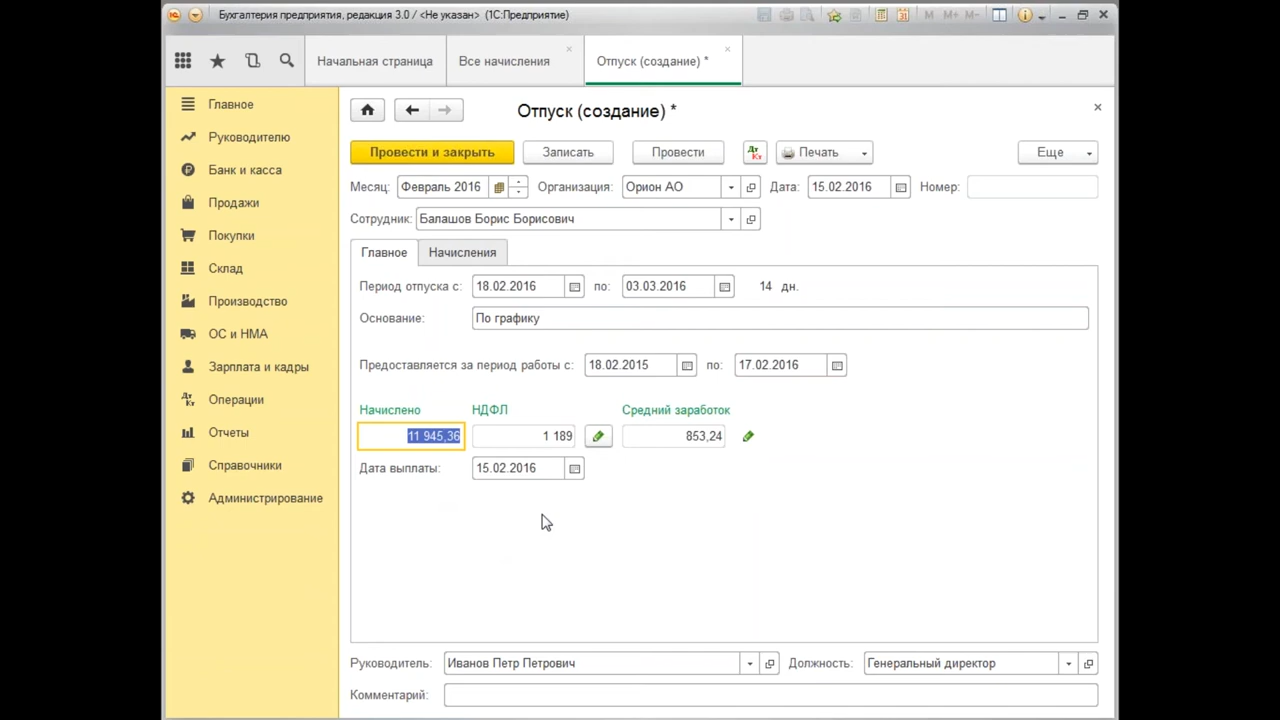 Бухгалтерия предприятия, редакция 3.0 / <Не указан> (1С:Предприятие)
M M+ M-
Начальная страница
Все начисления
Отпуск (создание) *
Главное
Руководителю
Банк и касса
Продажи
Покупки
Склад
Производство
ОС и НМА
Зарплата и кадры
Операции
Отчеты
Справочники
Администрирование
Отпуск (создание) *
Провести и закрыть Записать Провести Дт Кт Печать Еще
Месяц: Февраль 2016 Организация: Орион АО Дата: 15.02.2016 Номер:
Сотрудник: Балашов Борис Борисович
Главное Начисления
Период отпуска с: 18.02.2016 по: 03.03.2016 14 дн.
Основание: По графику
Предоставляется за период работы с: 18.02.2015 по: 17.02.2016
Начислено НДФЛ Средний заработок
11 945,36 1 189 853,24
Дата выплаты: 15.02.2016
Руководитель: Иванов Петр Петрович Должность: Генеральный директор
Комментарий: